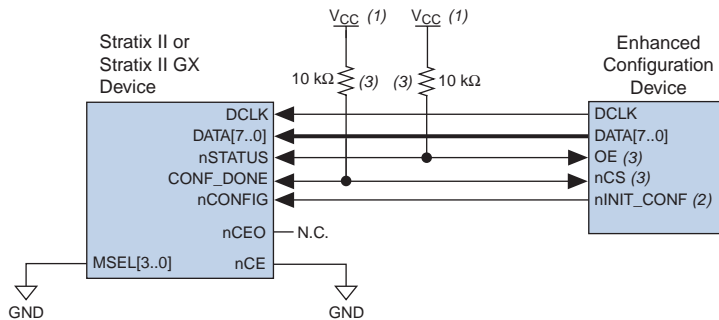 VCC (1) VCC (1)
Stratix II or
Stratix II GX
Device
Enhanced
Configuration
Device
10 kΩ (3) (3) 10 kΩ
DCLK DCLK
DATA[7..0] DATA[7..0]
nSTATUS OE (3)
CONF_DONE nCS (3)
nCONFIG nINIT_CONF (2)
nCEO N.C.
MSEL[3..0] nCE
GND GND